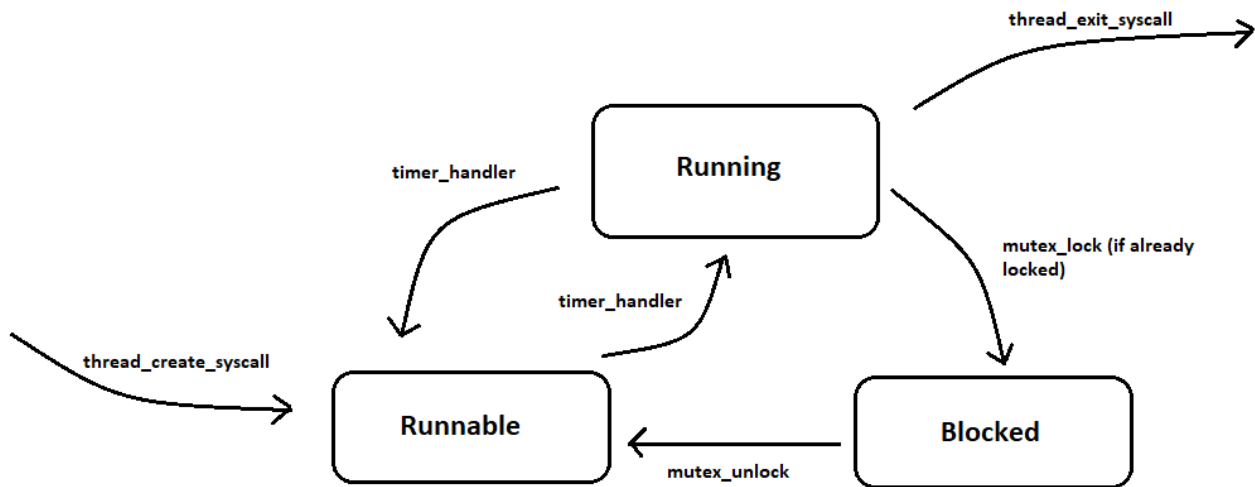 thread_exit_syscall
Running
timer_handler
mutex_lock (if already
locked)
timer_handler
thread_create_syscall
Runnable
Blocked
mutex_unlock